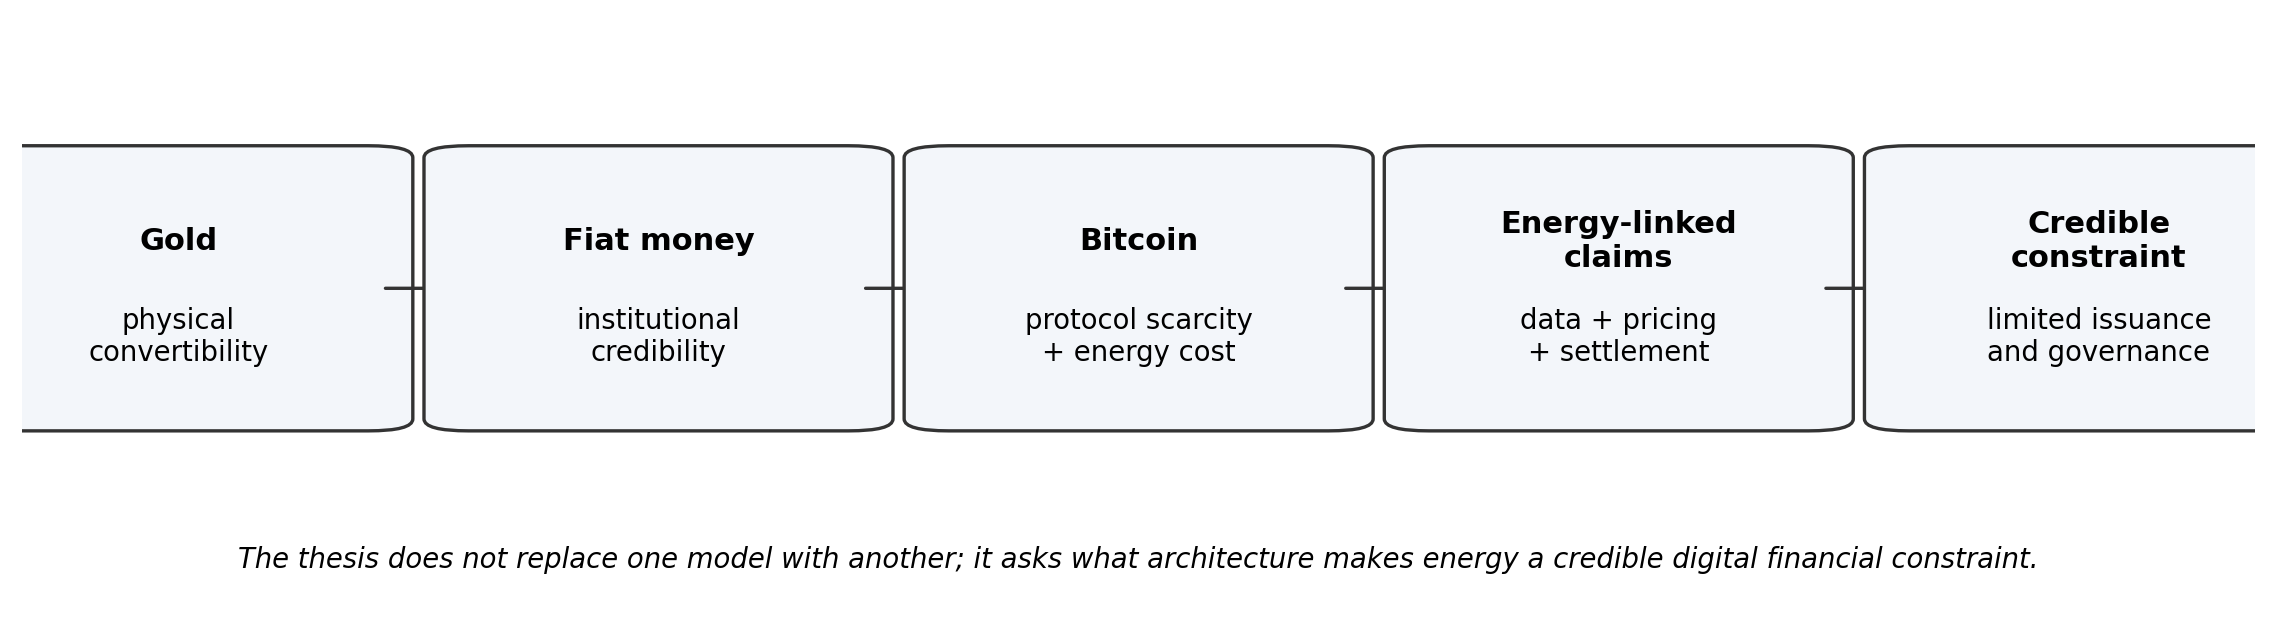 Gold
physical
convertibility
Fiat money
institutional
credibility
Bitcoin
protocol scarcity
+ energy cost
Energy-linked
claims
data + pricing
+ settlement
Credible
constraint
limited issuance
and governance
The thesis does not replace one model with another; it asks what architecture makes energy a credible digital financial constraint.